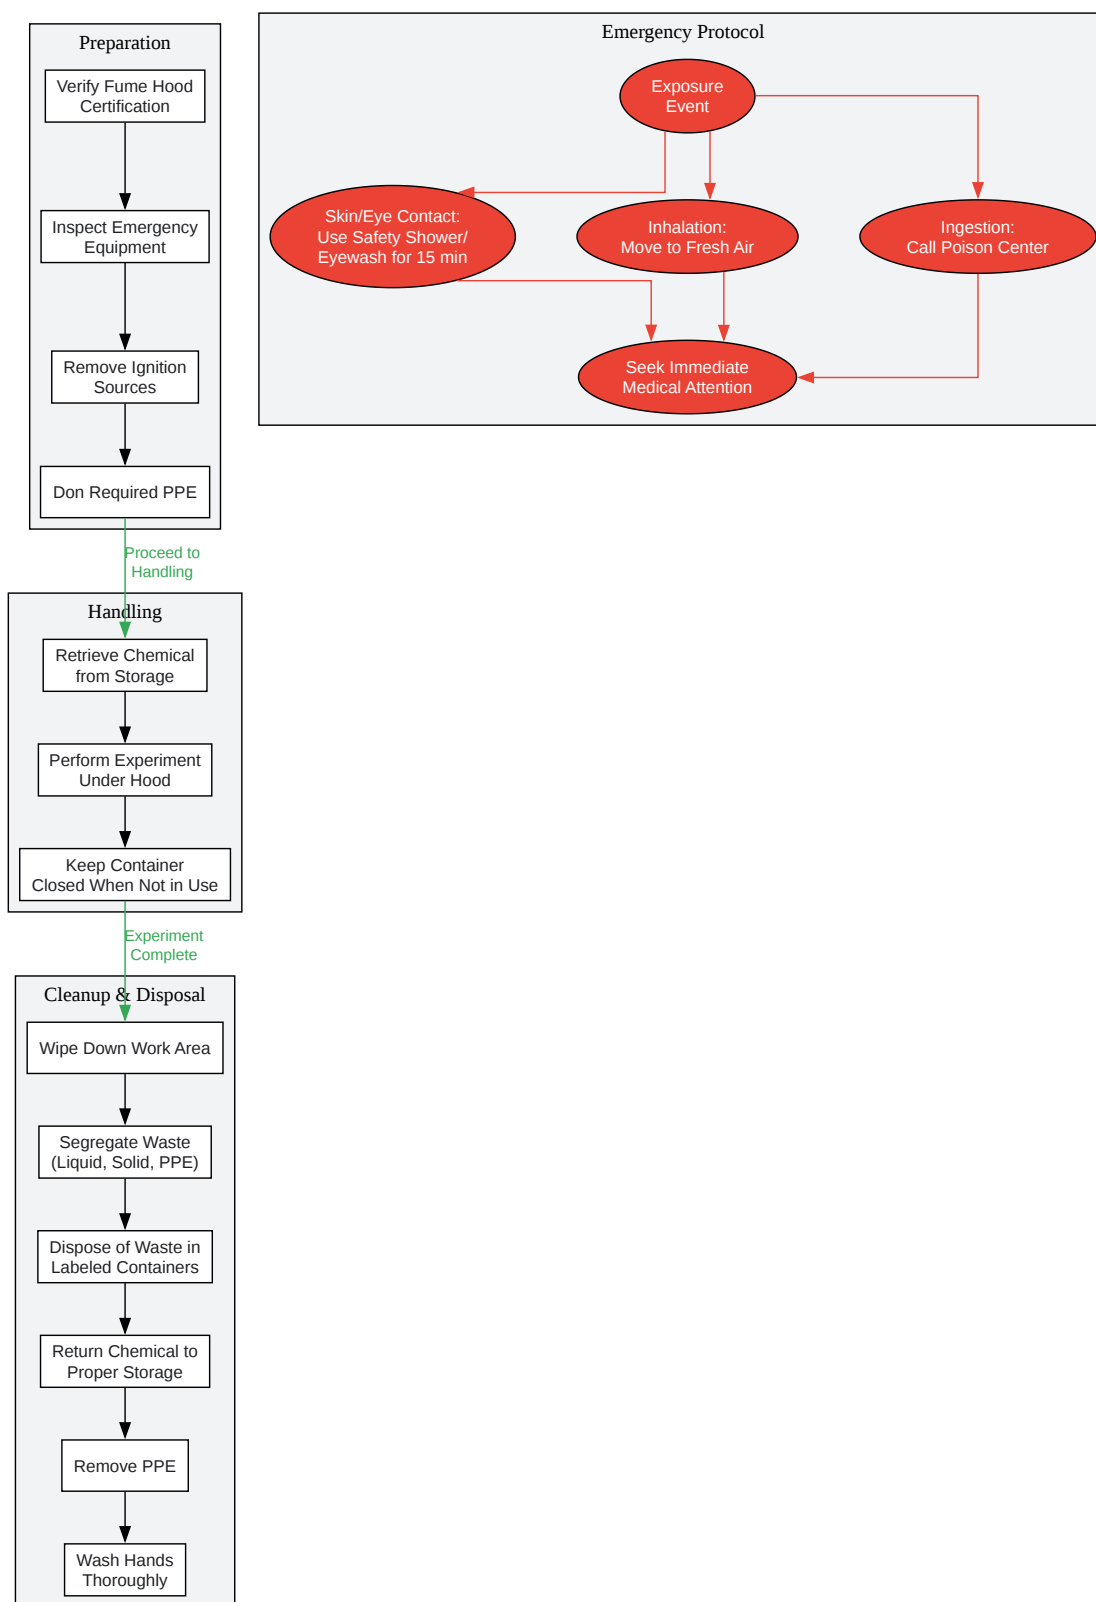 Preparation
Verify Fume Hood
Certification
Inspect Emergency
Equipment
Remove Ignition
Sources
Don Required PPE
Proceed to
Handling
Handling
Retrieve Chemical
from Storage
Perform Experiment
Under Hood
Keep Container
Closed When Not in Use
Experiment
Complete
Cleanup & Disposal
Wipe Down Work Area
Segregate Waste
(Liquid, Solid, PPE)
Dispose of Waste in
Labeled Containers
Return Chemical to
Proper Storage
Remove PPE
Wash Hands
Thoroughly
Emergency Protocol
Exposure
Event
Skin/Eye Contact:
Use Safety Shower/
Eyewash for 15 min
Inhalation:
Move to Fresh Air
Ingestion:
Call Poison Center
Seek Immediate
Medical Attention